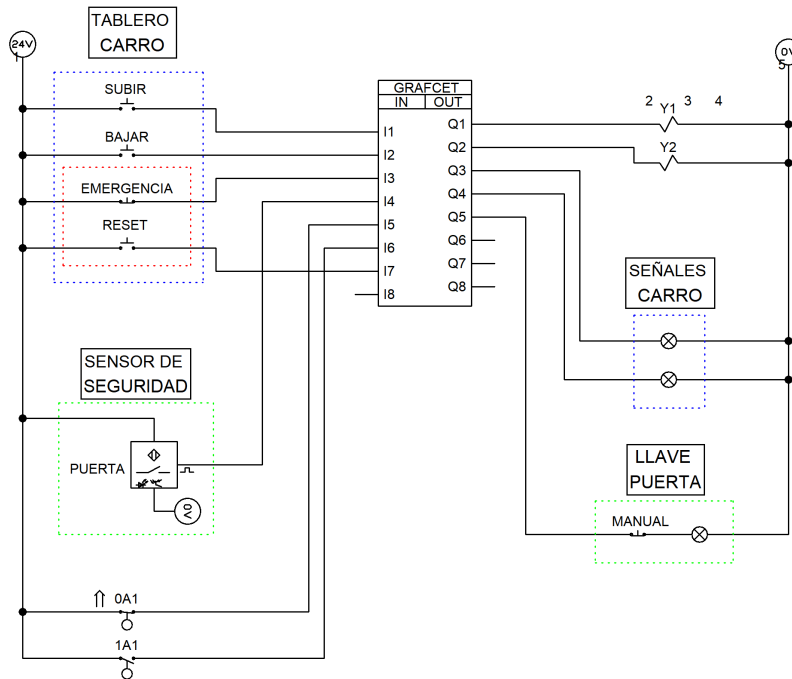 TABLERO
CARRO
24V
1
0V
5
SUBIR
BAJAR
EMERGENCIA
RESET
GRAFCET
IN OUT
I1
I2
I3
I4
I5
I6
I7
I8
Q1
Q2
Q3
Q4
Q5
Q6
Q7
Q8
2 3 4
Y1
Y2
SEÑALES
CARRO
SENSOR DE
SEGURIDAD
PUERTA
0V
LLAVE
PUERTA
MANUAL
0A1
1A1